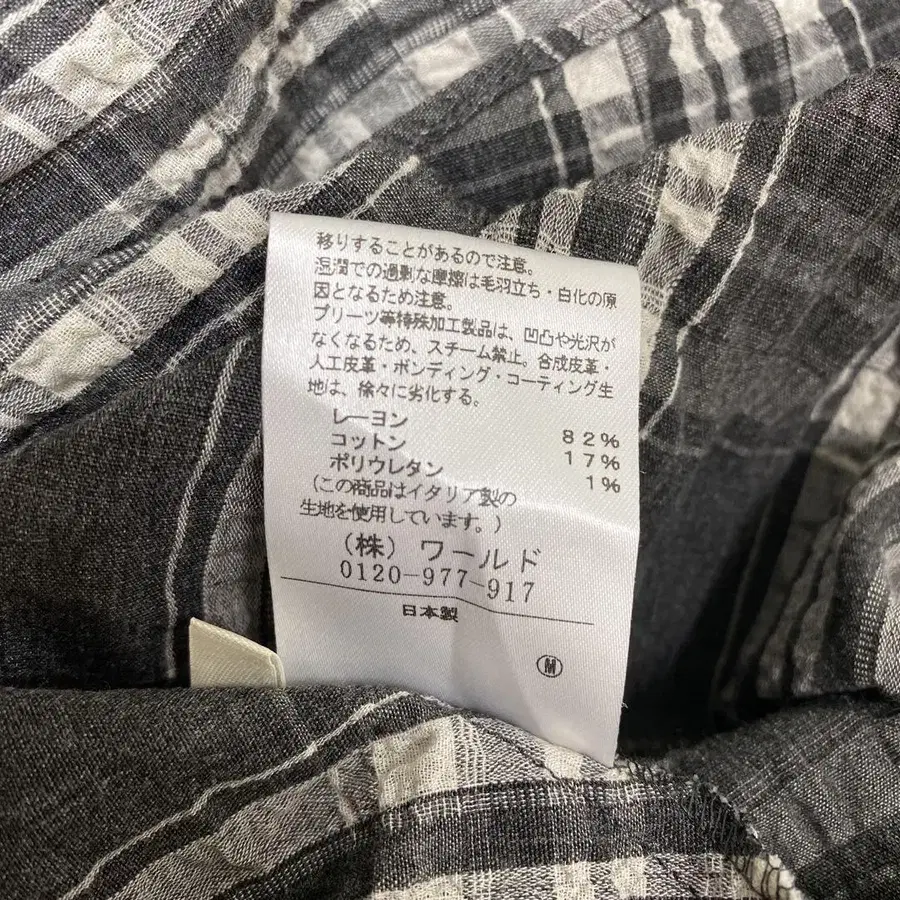 移りすることがあるので注意。
湿潤での過剰な摩擦は毛羽立ち・白化の原
因となるため注意。
プリーツ等特殊加工製品は、凹凸や光沢が
なくなるため、スチーム禁止。合成皮革・
人工皮革・ボンディング・コーティング生
地は、徐々に劣化する。
レーヨン 82%
コットン 17%
ポリウレタン 1%
(この商品はイタリア製の
生地を使用しています。)
(株) ワールド
0120-977-917
日本製
Ⓜ